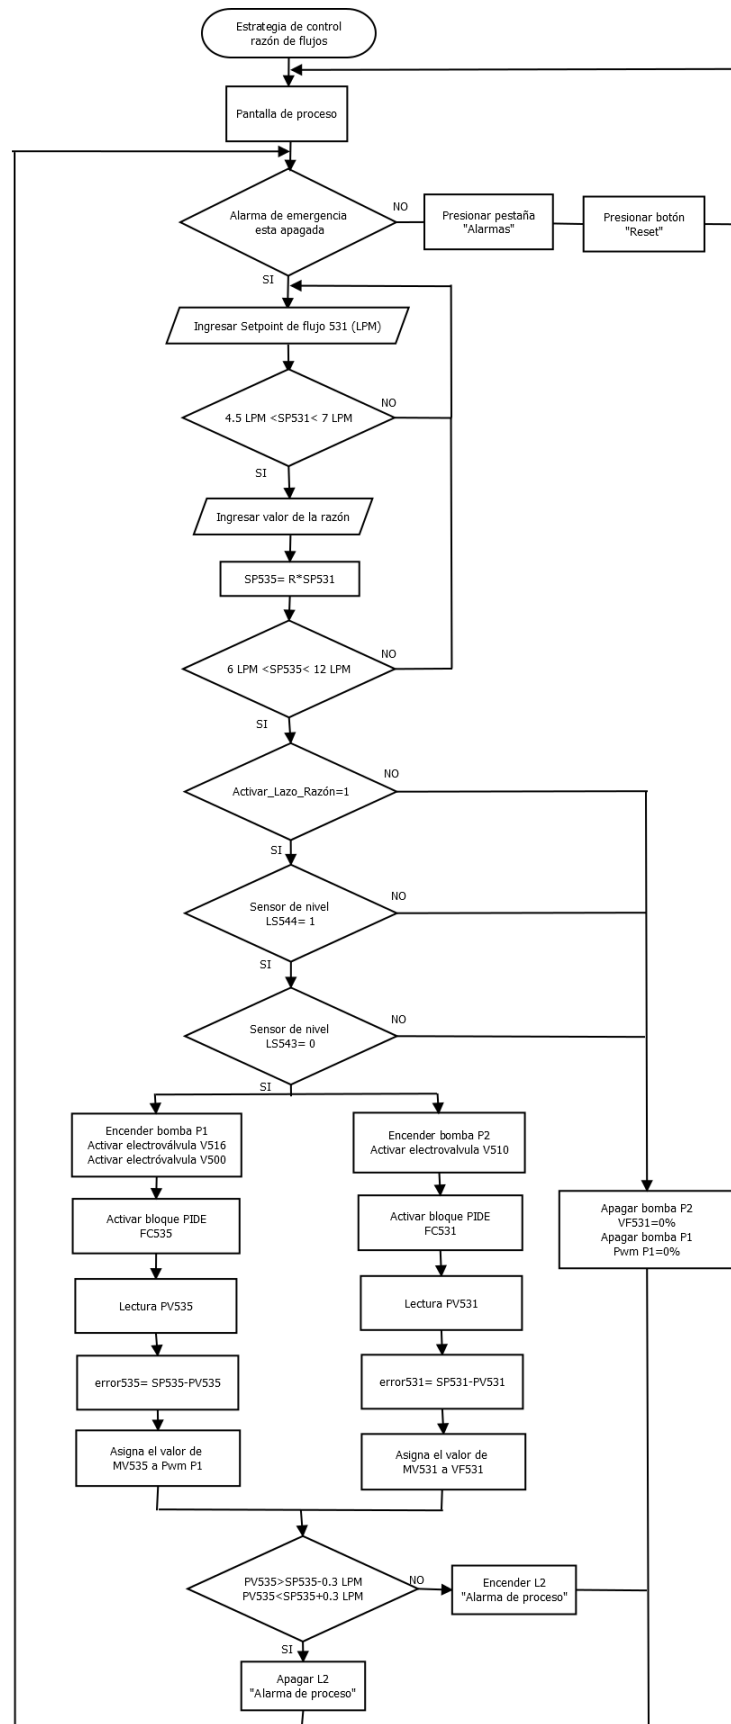 Estrategia de control
razón de flujos
Pantalla de proceso
Alarma de emergencia
esta apagada
NO
Presionar pestaña
"Alarmas"
Presionar botón
"Reset"
SI
Ingresar Setpoint de flujo 531 (LPM)
4.5 LPM <SP531< 7 LPM
NO
SI
Ingresar valor de la razón
SP535= R*SP531
6 LPM <SP535< 12 LPM
NO
SI
Activar_Lazo_Razón=1
NO
SI
Sensor de nivel
LS544= 1
NO
SI
Sensor de nivel
LS543= 0
NO
SI
Encender bomba P1
Activar electroválvula V516
Activar electróvalvula V500
Encender bomba P2
Activar electrovalvula V510
Activar bloque PIDE
FC535
Activar bloque PIDE
FC531
Apagar bomba P2
VF531=0%
Apagar bomba P1
Pwm P1=0%
Lectura PV535
Lectura PV531
error535= SP535-PV535
error531= SP531-PV531
Asigna el valor de
MV535 a Pwm P1
Asigna el valor de
MV531 a VF531
PV535>SP535-0.3 LPM
PV535<SP535+0.3 LPM
NO
Encender L2
"Alarma de proceso"
SI
Apagar L2
"Alarma de proceso"